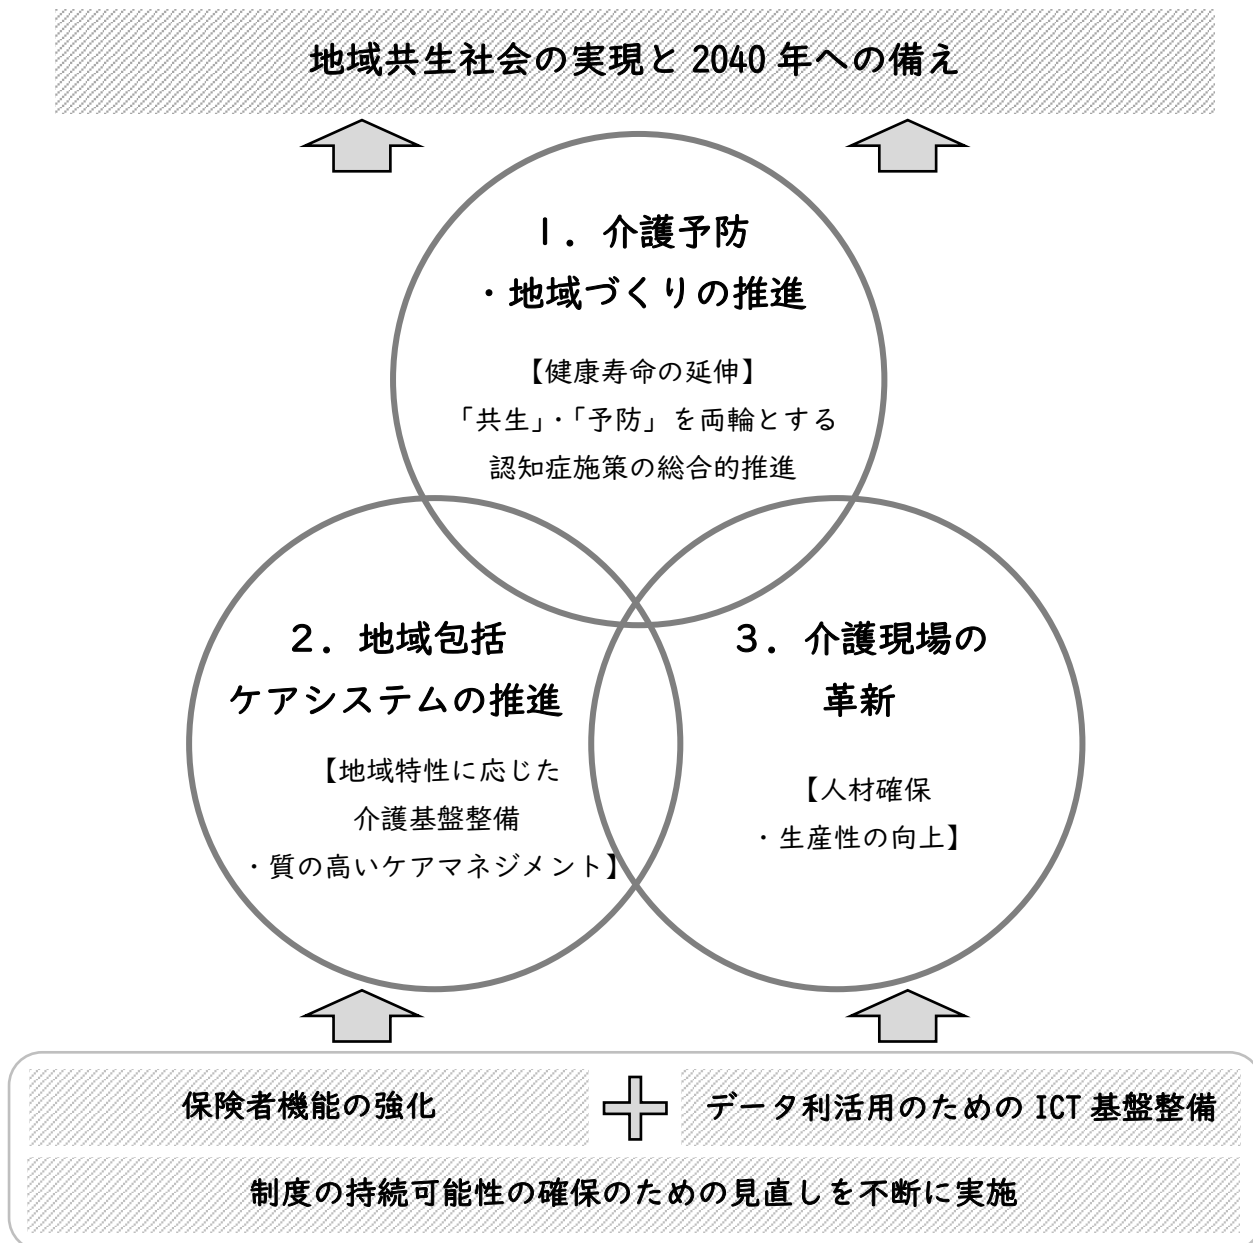 地域共生社会の実現と 2040 年への備え
1. 介護予防
・地域づくりの推進
【健康寿命の延伸】
「共生」・「予防」を両輪とする
認知症施策の総合的推進
2. 地域包括
ケアシステムの推進
【地域特性に応じた
介護基盤整備
・質の高いケアマネジメント】
3. 介護現場の
革新
【人材確保
・生産性の向上】
保険者機能の強化
データ利活用のための ICT 基盤整備
制度の持続可能性の確保のための見直しを不断に実施